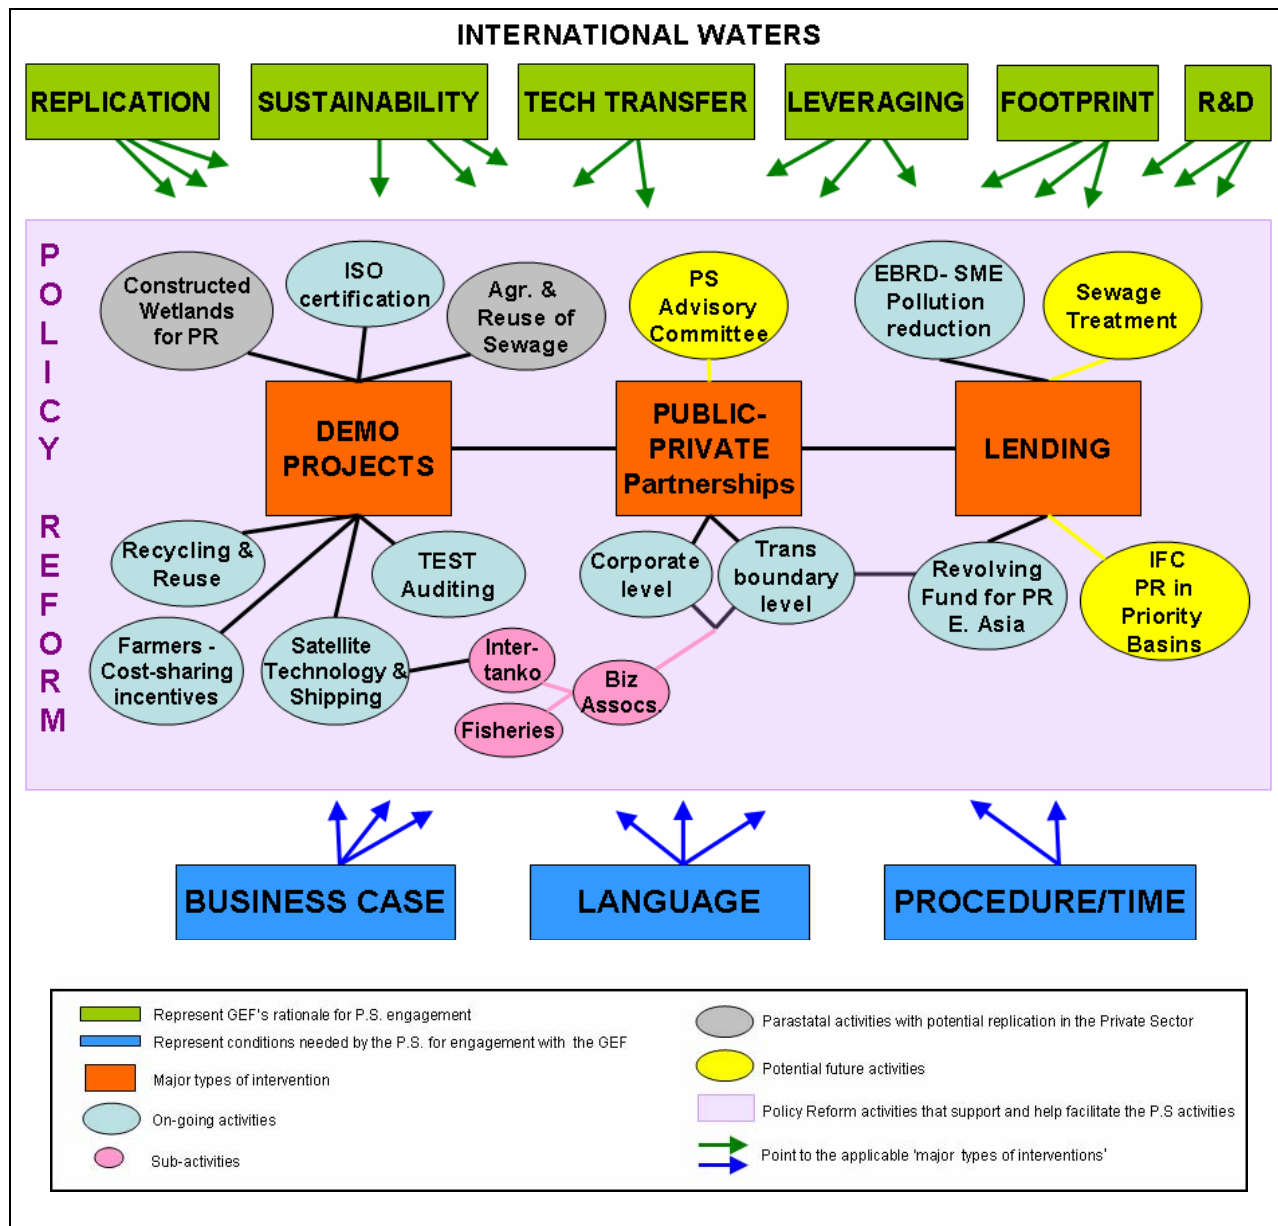 INTERNATIONAL WATERS
REPLICATION
SUSTAINABILITY
TECH TRANSFER
LEVERAGING
FOOTPRINT
R&D
POLICY REFORM
Constructed
Wetlands
for PR
ISO
certification
Agr. &
Reuse of
Sewage
PS
Advisory
Committee
EBRD- SME
Pollution
reduction
Sewage
Treatment
DEMO
PROJECTS
PUBLIC-
PRIVATE
Partnerships
LENDING
Recycling &
Reuse
TEST
Auditing
Corporate
level
Trans
boundary
level
Revolving
Fund for PR
E. Asia
IFC
PR in
Priority
Basins
Farmers -
Cost-sharing
incentives
Satellite
Technology &
Shipping
Inter-
tanko
Fisheries
Biz
Assocs.
BUSINESS CASE
LANGUAGE
PROCEDURE/TIME
Represent GEF's rationale for P.S. engagement
Represent conditions needed by the P.S. for engagement with the GEF
Major types of intervention
On-going activities
Sub-activities
Parastatal activities with potential replication in the Private Sector
Potential future activities
Policy Reform activities that support and help facilitate the P.S activities
Point to the applicable 'major types of interventions'